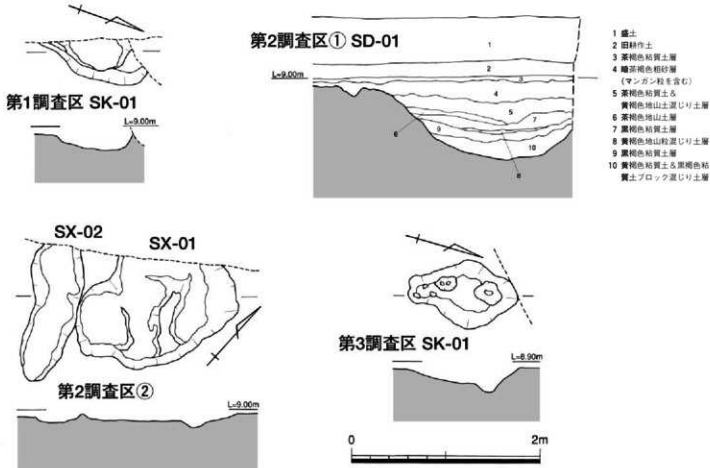 第1調査区 SK-01
L=9.00m
第2調査区① SD-01
L=9.00m
1
2
3
4
5
6
7
8
9
10
1 盛土
2 旧耕作土
3 茶褐色粘質土層
4 暗茶褐色粗砂層
(マンガン粒を含む)
5 茶褐色粘質土&
黄褐色地山土混じり土層
6 茶褐色地山土層
7 黒褐色粘質土層
8 黄褐色地山粒混じり土層
9 黒褐色粘質土層
10 黄褐色粘質土&黒褐色粘
質土ブロック混じり土層
SX-02
SX-01
第2調査区②
L=9.00m
第3調査区 SK-01
L=8.90m
0
2m